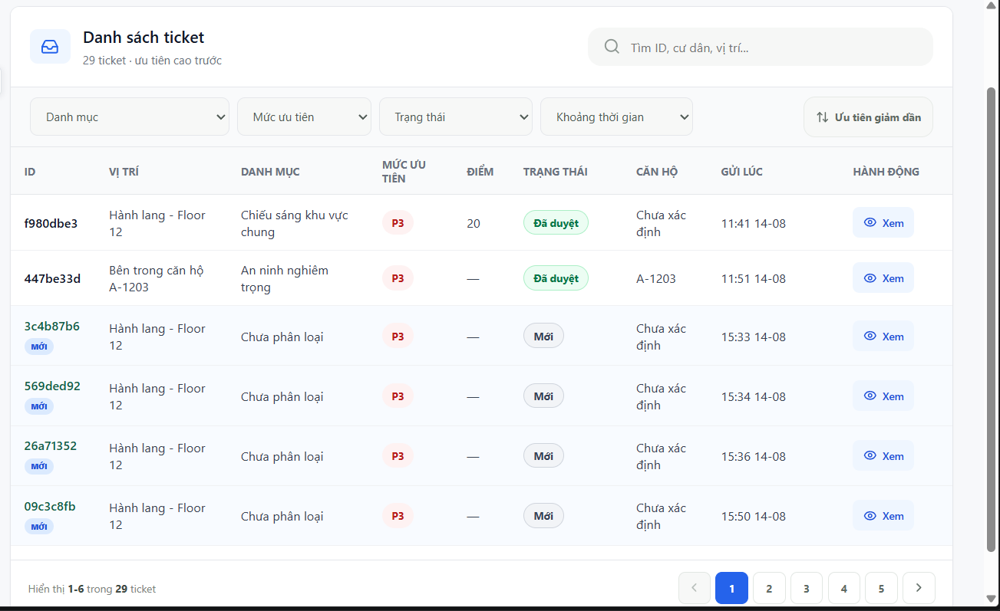 Danh sách ticket
29 ticket · ưu tiên cao trước
Tìm ID, cư dân, vị trí...
Danh mục
Mức ưu tiên
Trạng thái
Khoảng thời gian
Ưu tiên giảm dần
ID
VỊ TRÍ
DANH MỤC
MỨC ƯU
TIÊN
ĐIỂM
TRẠNG THÁI
CĂN HỘ
GỬI LÚC
HÀNH ĐỘNG
f980dbe3
Hành lang - Floor
12
Chiếu sáng khu vực
chung
P3
20
Đã duyệt
Chưa xác
định
11:41 14-08
Xem
447be33d
Bên trong căn hộ
A-1203
An ninh nghiêm
trọng
P3
—
Đã duyệt
A-1203
11:51 14-08
Xem
3c4b87b6
MỚI
Hành lang - Floor
12
Chưa phân loại
P3
—
Mới
Chưa xác
định
15:33 14-08
Xem
569ded92
MỚI
Hành lang - Floor
12
Chưa phân loại
P3
—
Mới
Chưa xác
định
15:34 14-08
Xem
26a71352
MỚI
Hành lang - Floor
12
Chưa phân loại
P3
—
Mới
Chưa xác
định
15:36 14-08
Xem
09c3c8fb
MỚI
Hành lang - Floor
12
Chưa phân loại
P3
—
Mới
Chưa xác
định
15:50 14-08
Xem
Hiển thị 1-6 trong 29 ticket
1
2
3
4
5